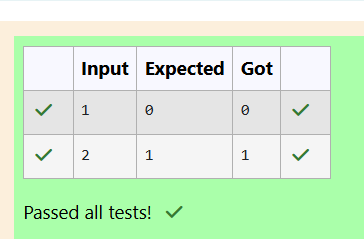 Input Expected Got
1 0 0
2 1 1
Passed all tests!